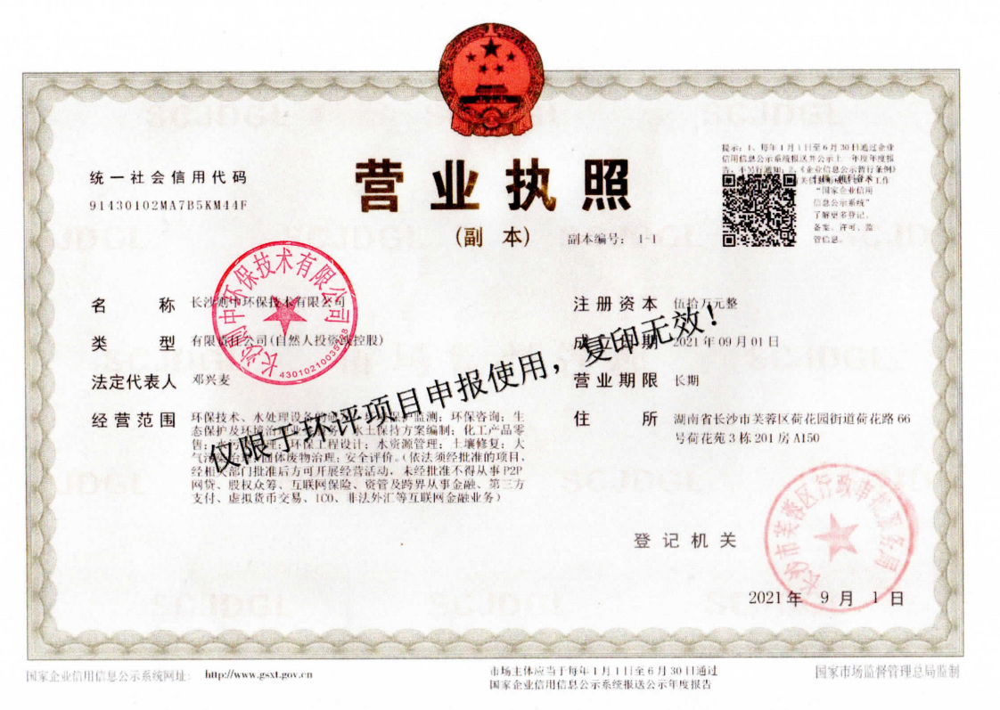 提示：1、每年1月1日至6月30日通过企业
信用信息公示系统报送并公示上一年度年度报
告，不另行通知；2、《企业信息公示暂行条例》
统一社会信用代码
91430102MA7B5KM44F
营业执照
（副 本）
副本编号： 1-1
“国家企业信用
信息公示系统”
了解更多登记、
备案、许可、监
管信息。
名 称 长沙 中环保技术有限公司
类 型 有限责任公司(自然人投资或控股)
法定代表人 邓兴麦
经营范围 环保技术、水处理设备的 监测；环保咨询；生
态保护及环境治理业 水土保持方案编制；化工产品零
售；水 理；环保工程设计；水资源管理；土壤修复；大
气污染治理；固体废物治理；安全评价。（依法须经批准的项目，
经相关部门批准后方可开展经营活动，未经批准不得从事P2P
网贷、股权众筹、互联网保险、资管及跨界从事金融、第三方
支付、虚拟货币交易、ICO、非法外汇等互联网金融业务）
注册资本 伍拾万元整
成立日期 2021年09月01日
营业期限 长期
住 所 湖南省长沙市芙蓉区荷花园街道荷花路66
号荷花苑3栋201房A150
仅限于环评项目申报使用，复印无效！
长沙 中环保技术有限公司
登记机关
长沙市芙蓉区行政审批服务局
2021年 9月 1日
国家企业信用信息公示系统网址： http://www.gsxt.gov.cn
市场主体应当于每年1月1日至6月30日通过
国家企业信用信息公示系统报送公示年度报告
国家市场监督管理总局监制
SCJDGL